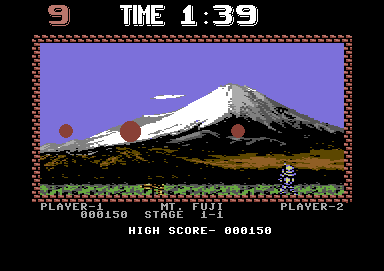 9 TIME 1:39
PLAYER-1 MT. FUJI PLAYER-2
000150 STAGE 1-1
HIGH SCORE- 000150